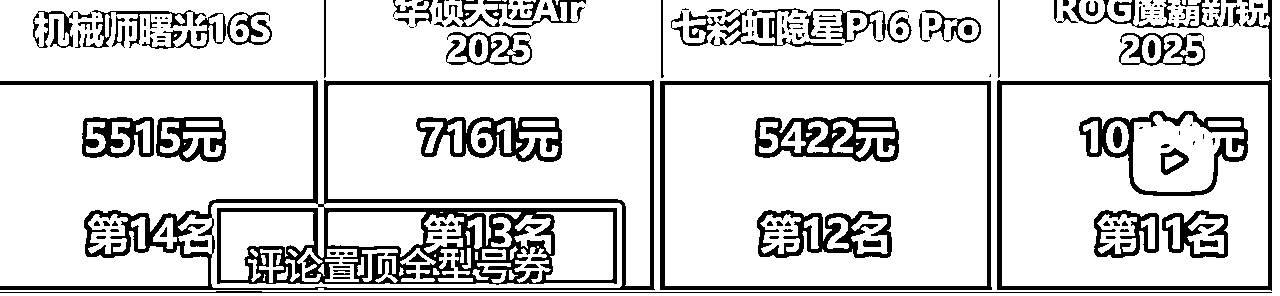 机械师曙光16S
华硕天选Air
2025
七彩虹隐星P16 Pro
ROG魔霸新锐
2025
5515元
7161元
5422元
元
第14名
第13名
第12名
第11名
评论置顶全型号券